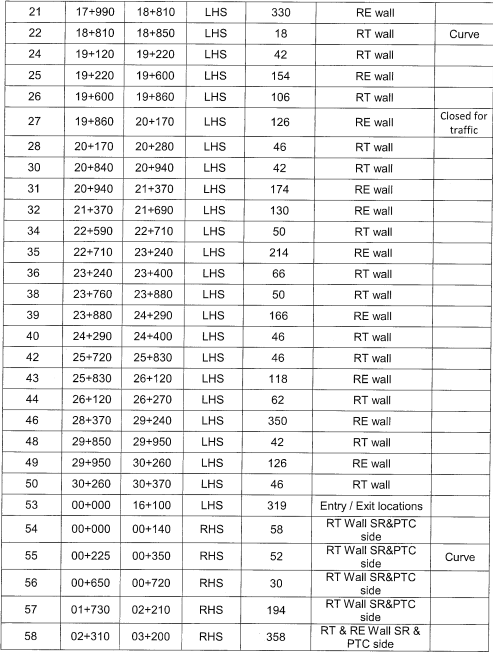 21 17+990 18+810 LHS 330 RE wall
22 18+810 18+850 LHS 18 RT wall Curve
24 19+120 19+220 LHS 42 RT wall
25 19+220 19+600 LHS 154 RE wall
26 19+600 19+860 LHS 106 RT wall
27 19+860 20+170 LHS 126 RE wall Closed for
traffic
28 20+170 20+280 LHS 46 RT wall
30 20+840 20+940 LHS 42 RT wall
31 20+940 21+370 LHS 174 RE wall
32 21+370 21+690 LHS 130 RE wall
34 22+590 22+710 LHS 50 RT wall
35 22+710 23+240 LHS 214 RE wall
36 23+240 23+400 LHS 66 RT wall
38 23+760 23+880 LHS 50 RT wall
39 23+880 24+290 LHS 166 RE wall
40 24+290 24+400 LHS 46 RT wall
42 25+720 25+830 LHS 46 RT wall
43 25+830 26+120 LHS 118 RE wall
44 26+120 26+270 LHS 62 RT wall
46 28+370 29+240 LHS 350 RE wall
48 29+850 29+950 LHS 42 RT wall
49 29+950 30+260 LHS 126 RE wall
50 30+260 30+370 LHS 46 RT wall
53 00+000 16+100 LHS 319 Entry / Exit locations
54 00+000 00+140 RHS 58 RT Wall SR&PTC
side
55 00+225 00+350 RHS 52 RT Wall SR&PTC
side Curve
56 00+650 00+720 RHS 30 RT Wall SR&PTC
side
57 01+730 02+210 RHS 194 RT Wall SR&PTC
side
58 02+310 03+200 RHS 358 RT & RE Wall SR &
PTC side